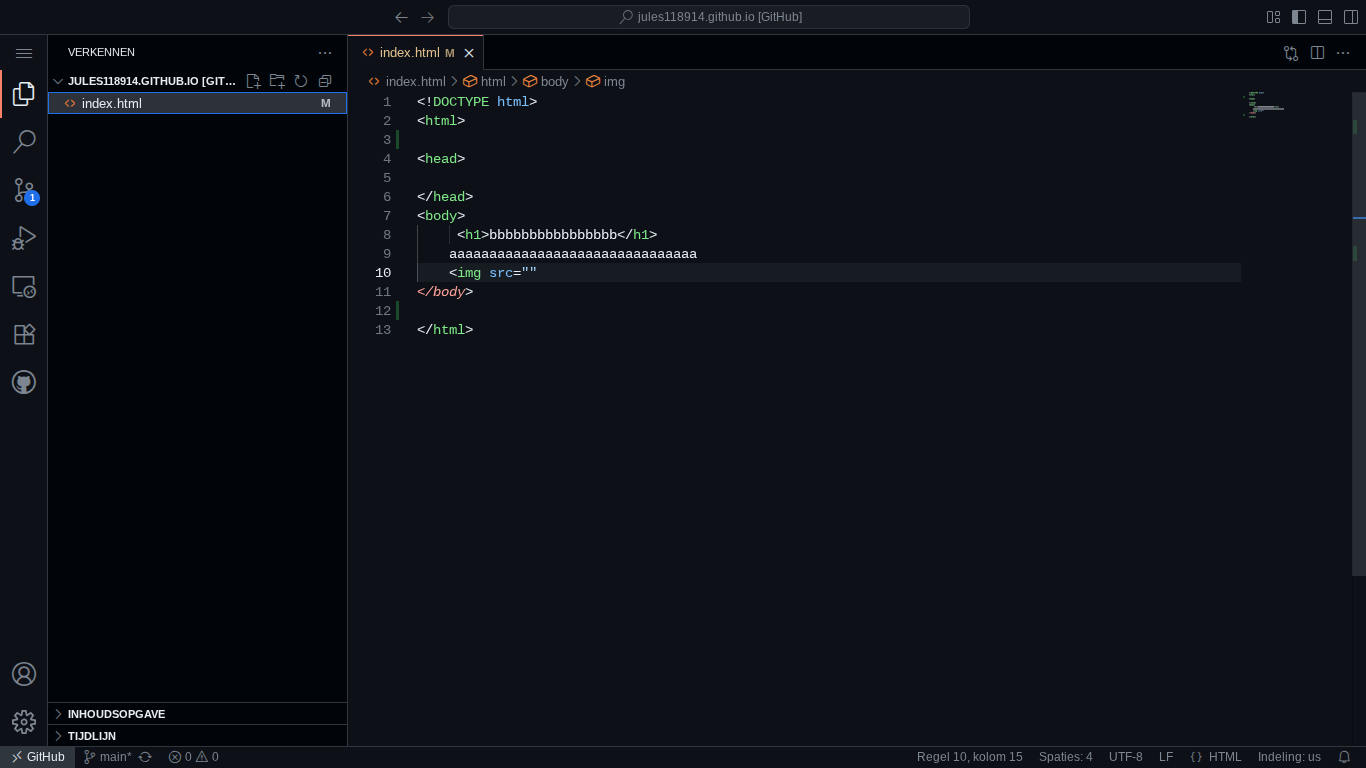 jules118914.github.io [GitHub]
VERKENNEN
index.html M
JULES118914.GITHUB.IO [GIT...
index.html M
index.html html body img
1 <!DOCTYPE html>
2 <html>
3
4 <head>
5
6 </head>
7 <body>
8 <h1>bbbbbbbbbbbbbbbb</h1>
9 aaaaaaaaaaaaaaaaaaaaaaaaaaaaaaa
10 <img src=""
11 </body>
12
13 </html>
1
INHOUDSOPGAVE
TIJDLIJN
GitHub main* 0 0 Regel 10, kolom 15 Spaties: 4 UTF-8 LF {} HTML Indeling: us